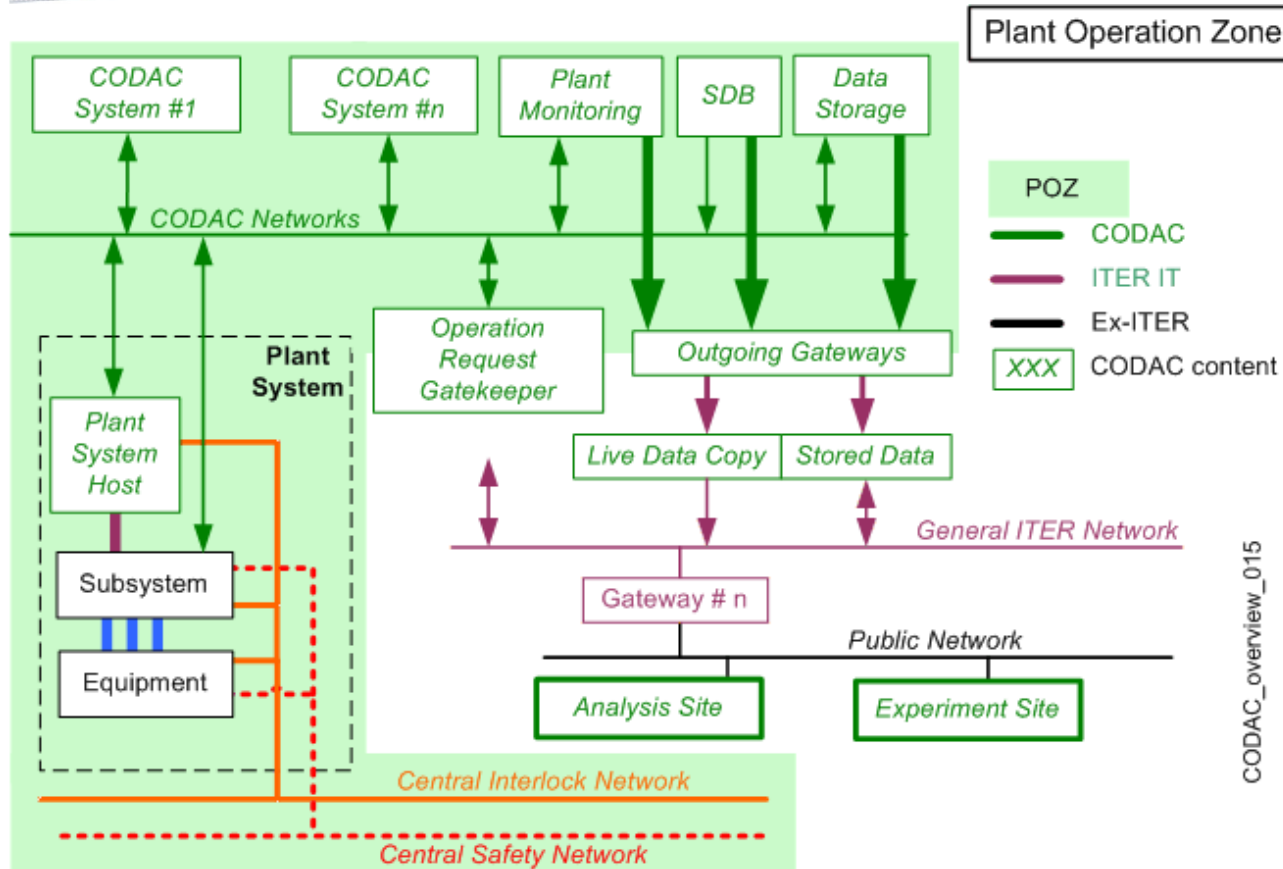 Plant Operation Zone
CODAC
System #1
CODAC
System #n
Plant
Monitoring
SDB
Data
Storage
CODAC Networks
POZ
CODAC
ITER IT
Ex-ITER
XXX
CODAC content
Operation
Request
Gatekeeper
Outgoing Gateways
Plant
System
Plant
System
Host
Live Data Copy
Stored Data
General ITER Network
Subsystem
Gateway # n
Public Network
Equipment
Analysis Site
Experiment Site
Central Interlock Network
Central Safety Network
CODAC_overview_015